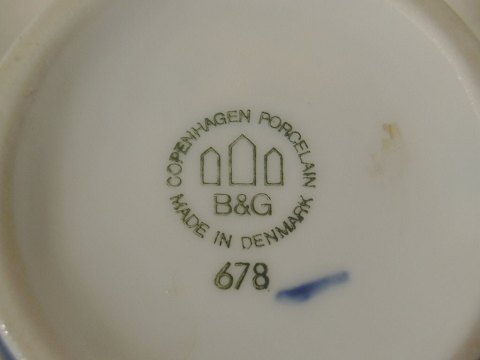 COPENHAGEN PORCELAIN
B&G
MADE IN DENMARK
678